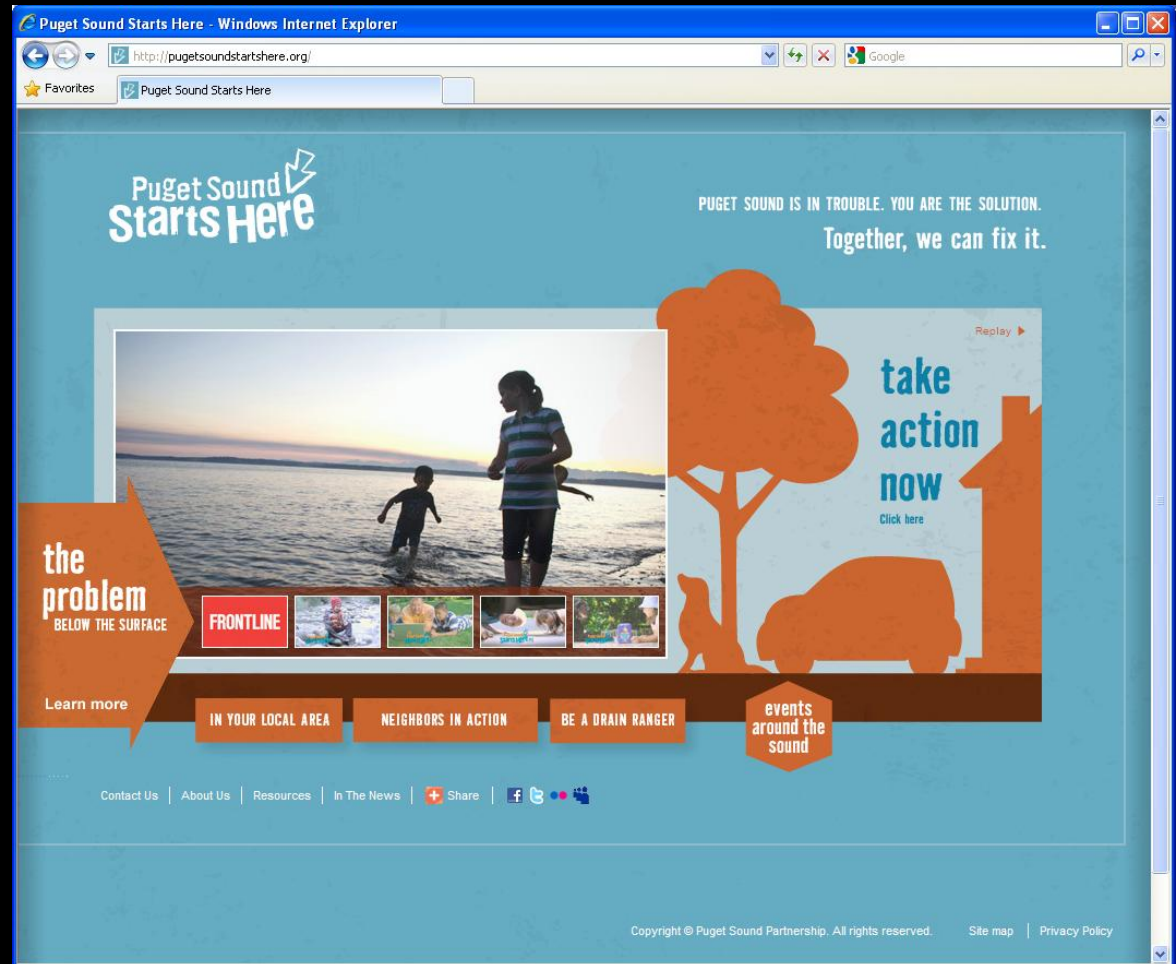 Puget Sound Starts Here - Windows Internet Explorer
http://pugetsoundstartshere.org/
Google
Favorites
Puget Sound Starts Here
Puget Sound
Starts Here
PUGET SOUND IS IN TROUBLE. YOU ARE THE SOLUTION.
Together, we can fix it.
Replay
take
action
now
Click here
the
problem
BELOW THE SURFACE
Learn more
FRONTLINE
IN YOUR LOCAL AREA
NEIGHBORS IN ACTION
BE A DRAIN RANGER
events
around the
sound
Contact Us | About Us | Resources | In The News | Share
Copyright © Puget Sound Partnership. All rights reserved. Site map | Privacy Policy